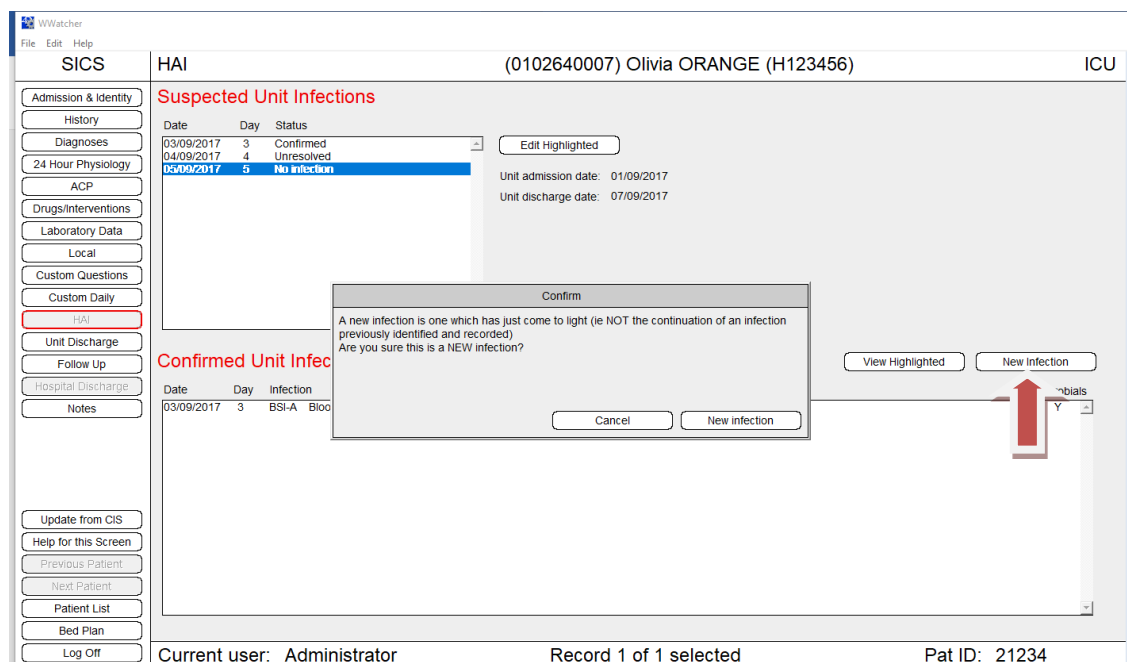 WWatcher
File Edit Help
SICS
HAI
(0102640007) Olivia ORANGE (H123456)
ICU
Admission & Identity
History
Diagnoses
24 Hour Physiology
ACP
Drugs/Interventions
Laboratory Data
Local
Custom Questions
Custom Daily
HAI
Unit Discharge
Follow Up
Hospital Discharge
Notes
Update from CIS
Help for this Screen
Previous Patient
Next Patient
Patient List
Bed Plan
Log Off
Suspected Unit Infections
Date Day Status
03/09/2017 3 Confirmed
04/09/2017 4 Unresolved
05/09/2017 5 No infection
Edit Highlighted
Unit admission date: 01/09/2017
Unit discharge date: 07/09/2017
Confirm
A new infection is one which has just come to light (ie NOT the continuation of an infection
previously identified and recorded)
Are you sure this is a NEW infection?
Cancel
New infection
Confirmed Unit Infec
View Highlighted
New Infection
Date Day Infection obials
03/09/2017 3 BSI-A Bloo Y
Current user: Administrator
Record 1 of 1 selected
Pat ID: 21234